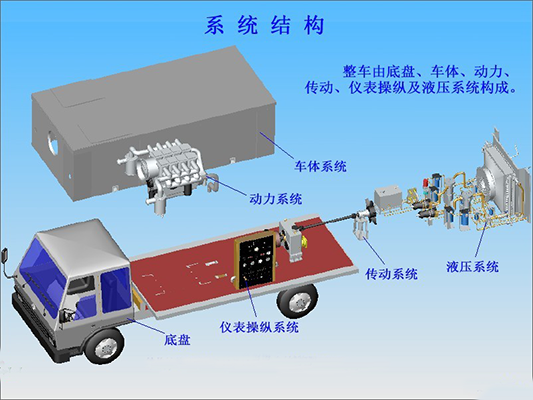 系统结构
整车由底盘、车体、动力、
传动、仪表操纵及液压系统构成。
车体系统
动力系统
传动系统
液压系统
仪表操纵系统
底盘